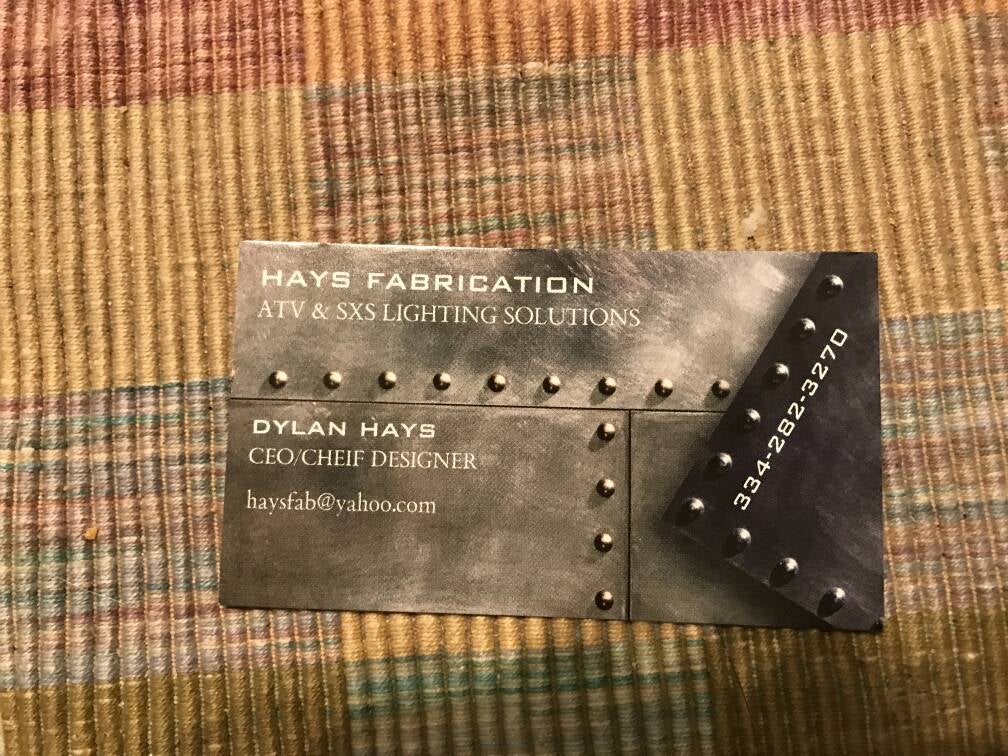 HAYS FABRICATION
ATV & SXS LIGHTING SOLUTIONS
334-282-3270
DYLAN HAYS
CEO/CHEIF DESIGNER
haysfab@yahoo.com